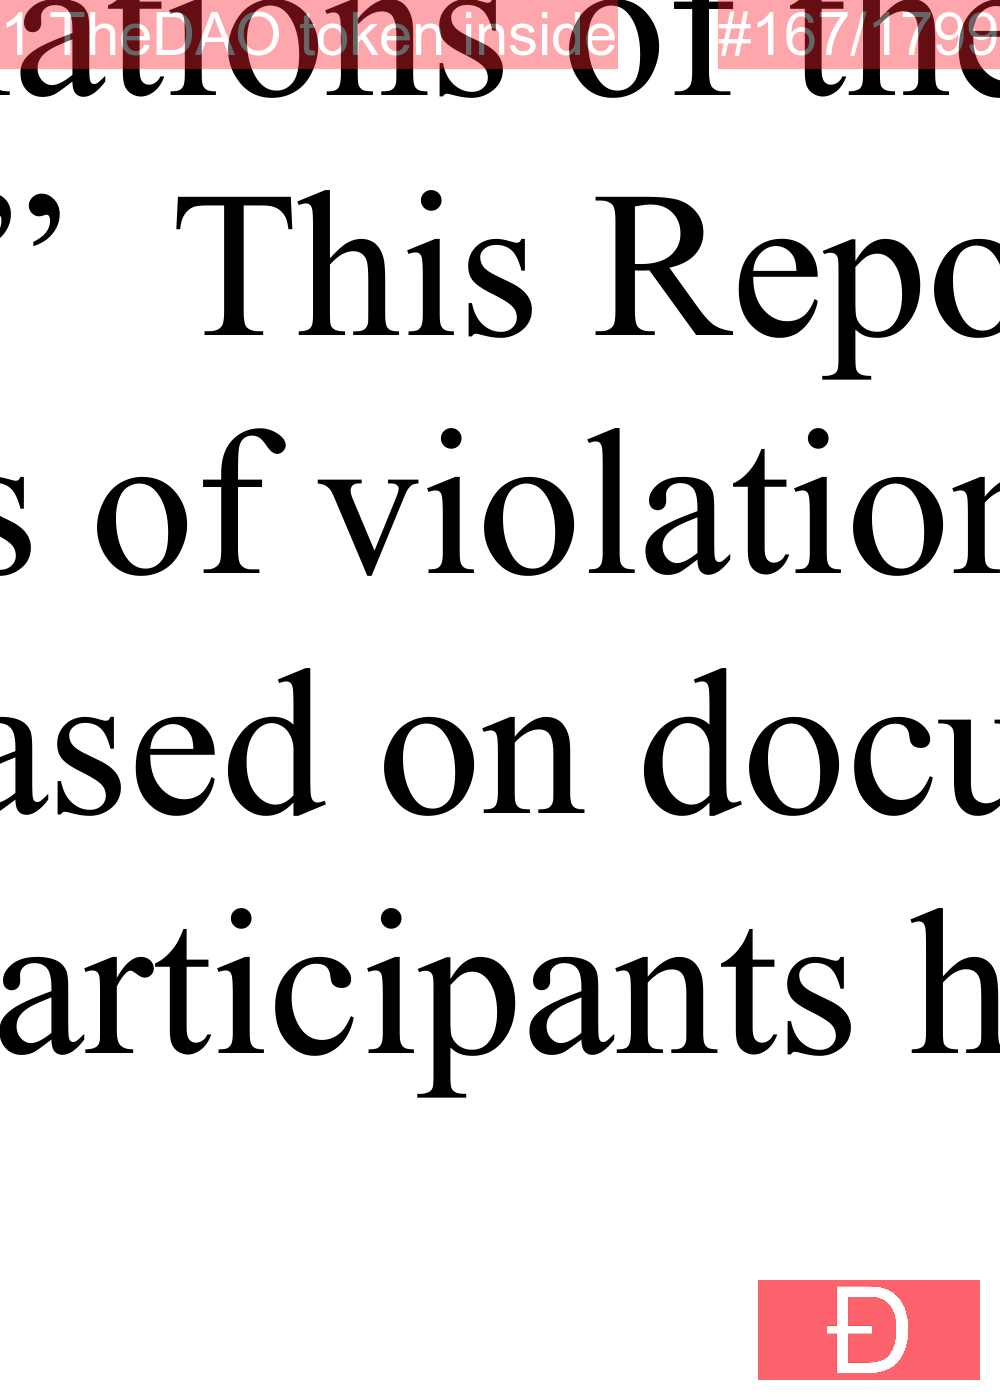 1 TheDAO token inside #167/1799
ations of the
” This Repo
s of violation
ased on docu
articipants h
Đ